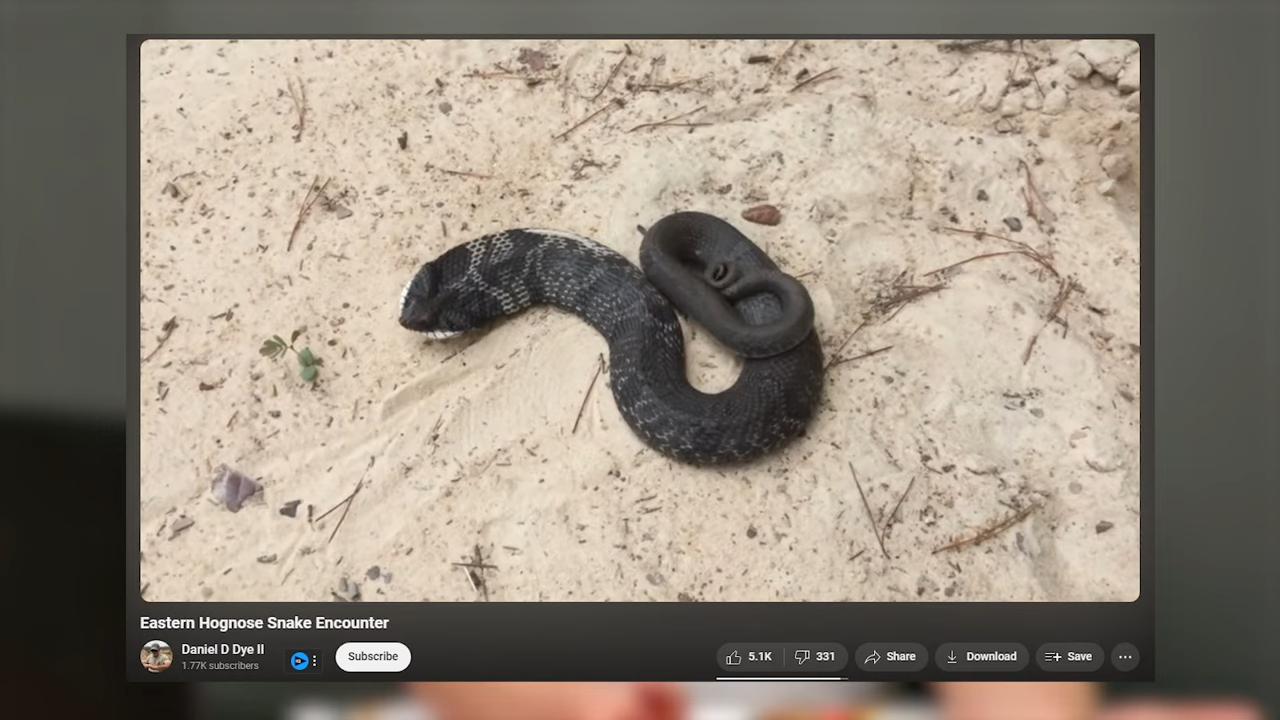 Eastern Hognose Snake Encounter
Daniel D Dye II
1.77K subscribers
Subscribe
5.1K
331
Share
Download
Save